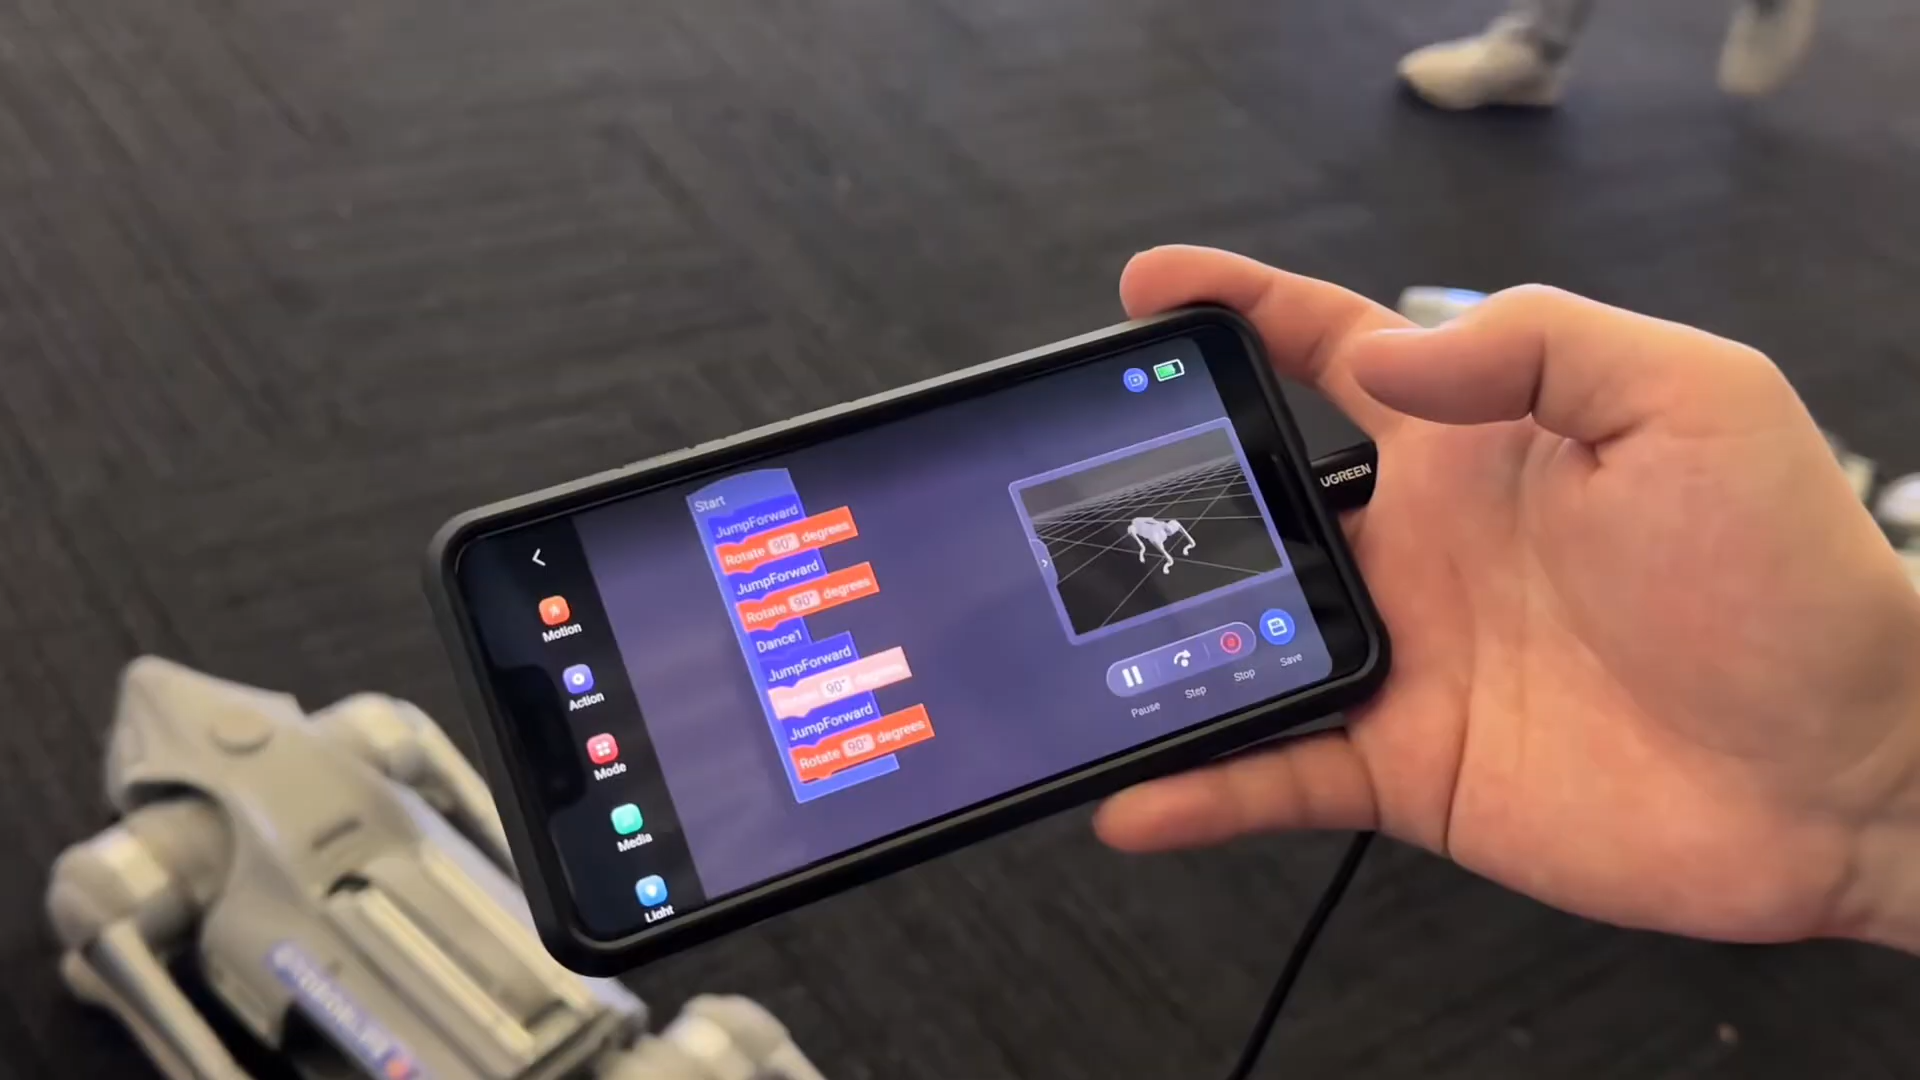 Start
JumpForward
Rotate 90° degrees
JumpForward
Rotate 90° degrees
Dance1
JumpForward
90° degrees
JumpForward
Rotate 90° degrees
Motion
Action
Mode
Media
Light
Pause
Step
Stop
Save
UGREEN